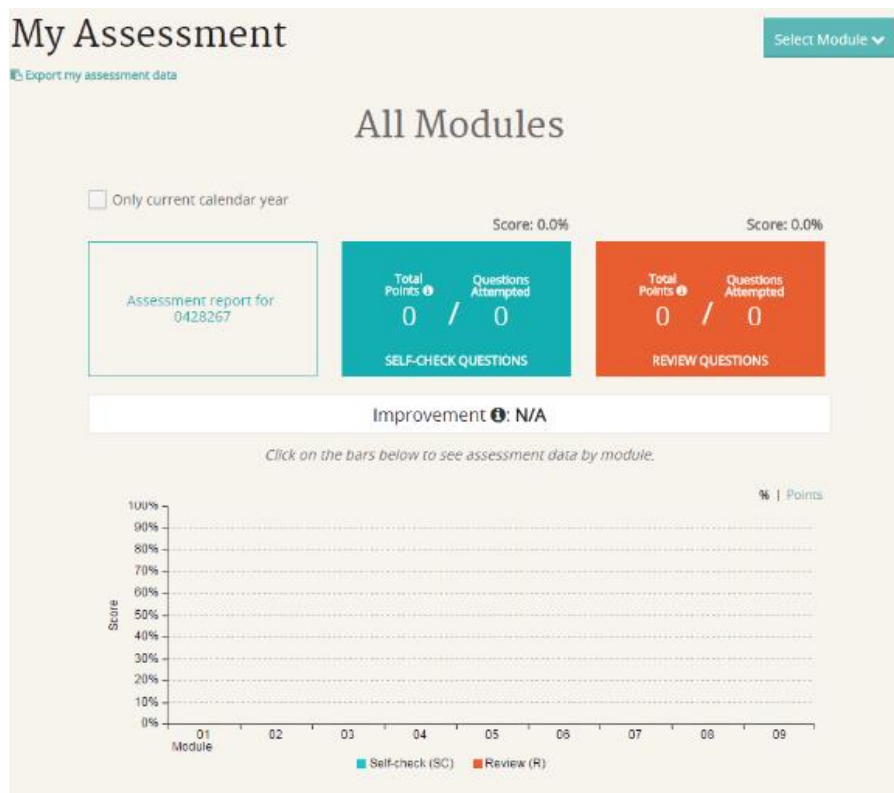 My Assessment
Select Module
Export my assessment data
All Modules
Only current calendar year
Score: 0.0%
Score: 0.0%
Assessment report for
0428267
Total
Points
Questions
Attempted
0 / 0
SELF-CHECK QUESTIONS
Total
Points
Questions
Attempted
0 / 0
REVIEW QUESTIONS
Improvement : N/A
Click on the bars below to see assessment data by module.
% | Points
100%
90%
80%
70%
60%
50%
40%
30%
20%
10%
0%
Score
01 02 03 04 05 06 07 08 09
Module
Self-check (SC) Review (R)